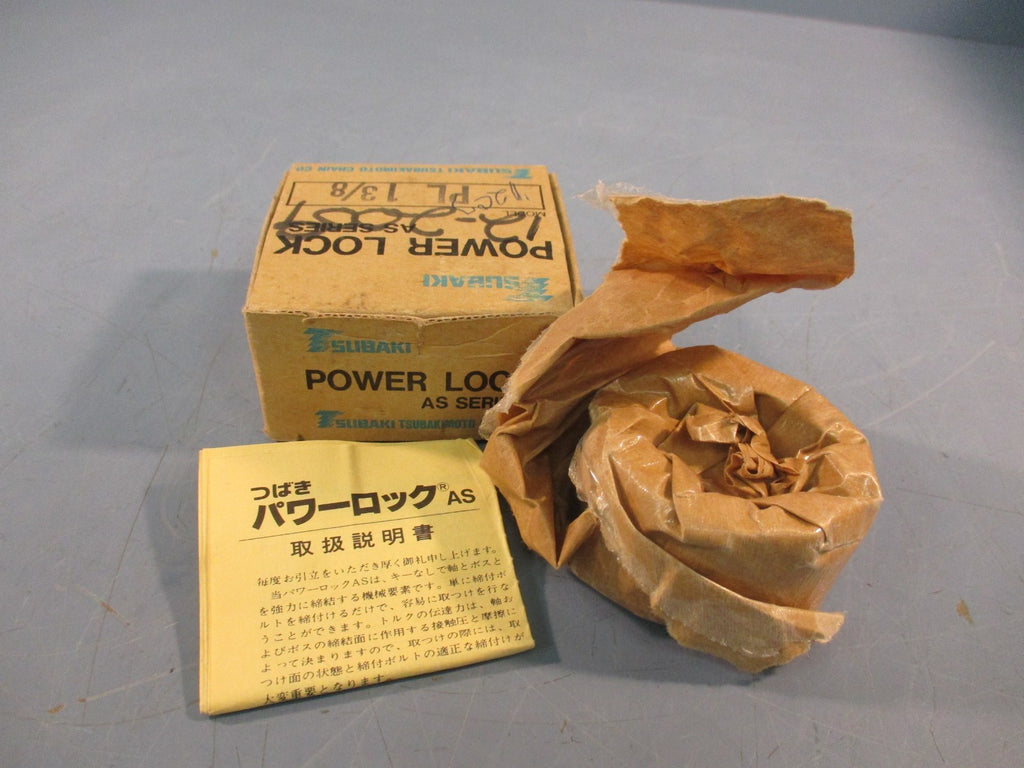 TSUBAKI TSUBAKIMOTO CHAIN CO
PL 1 3/8
MODEL
12-2007
AS SERIES
POWER LOCK
TSUBAKI
TSUBAKI
POWER LOC
AS SERI
TSUBAKI TSUBAKIMOTO
つばき
パワーロック® AS
取扱説明書
毎度お引立をいただき厚く御礼申し上げます。
当パワーロックASは、キーなしで軸とボスと
を強力に締結する機械要素です。単に締付ボ
ルトを締付けるだけで、容易に取つけを行な
うことができます。トルクの伝達力は、軸お
よびボスの締結面に作用する接触圧と摩擦に
よって決まりますので、取つけの際には、取
つけ面の状態と締付ボルトの適正な締付けが
大変重要となります。